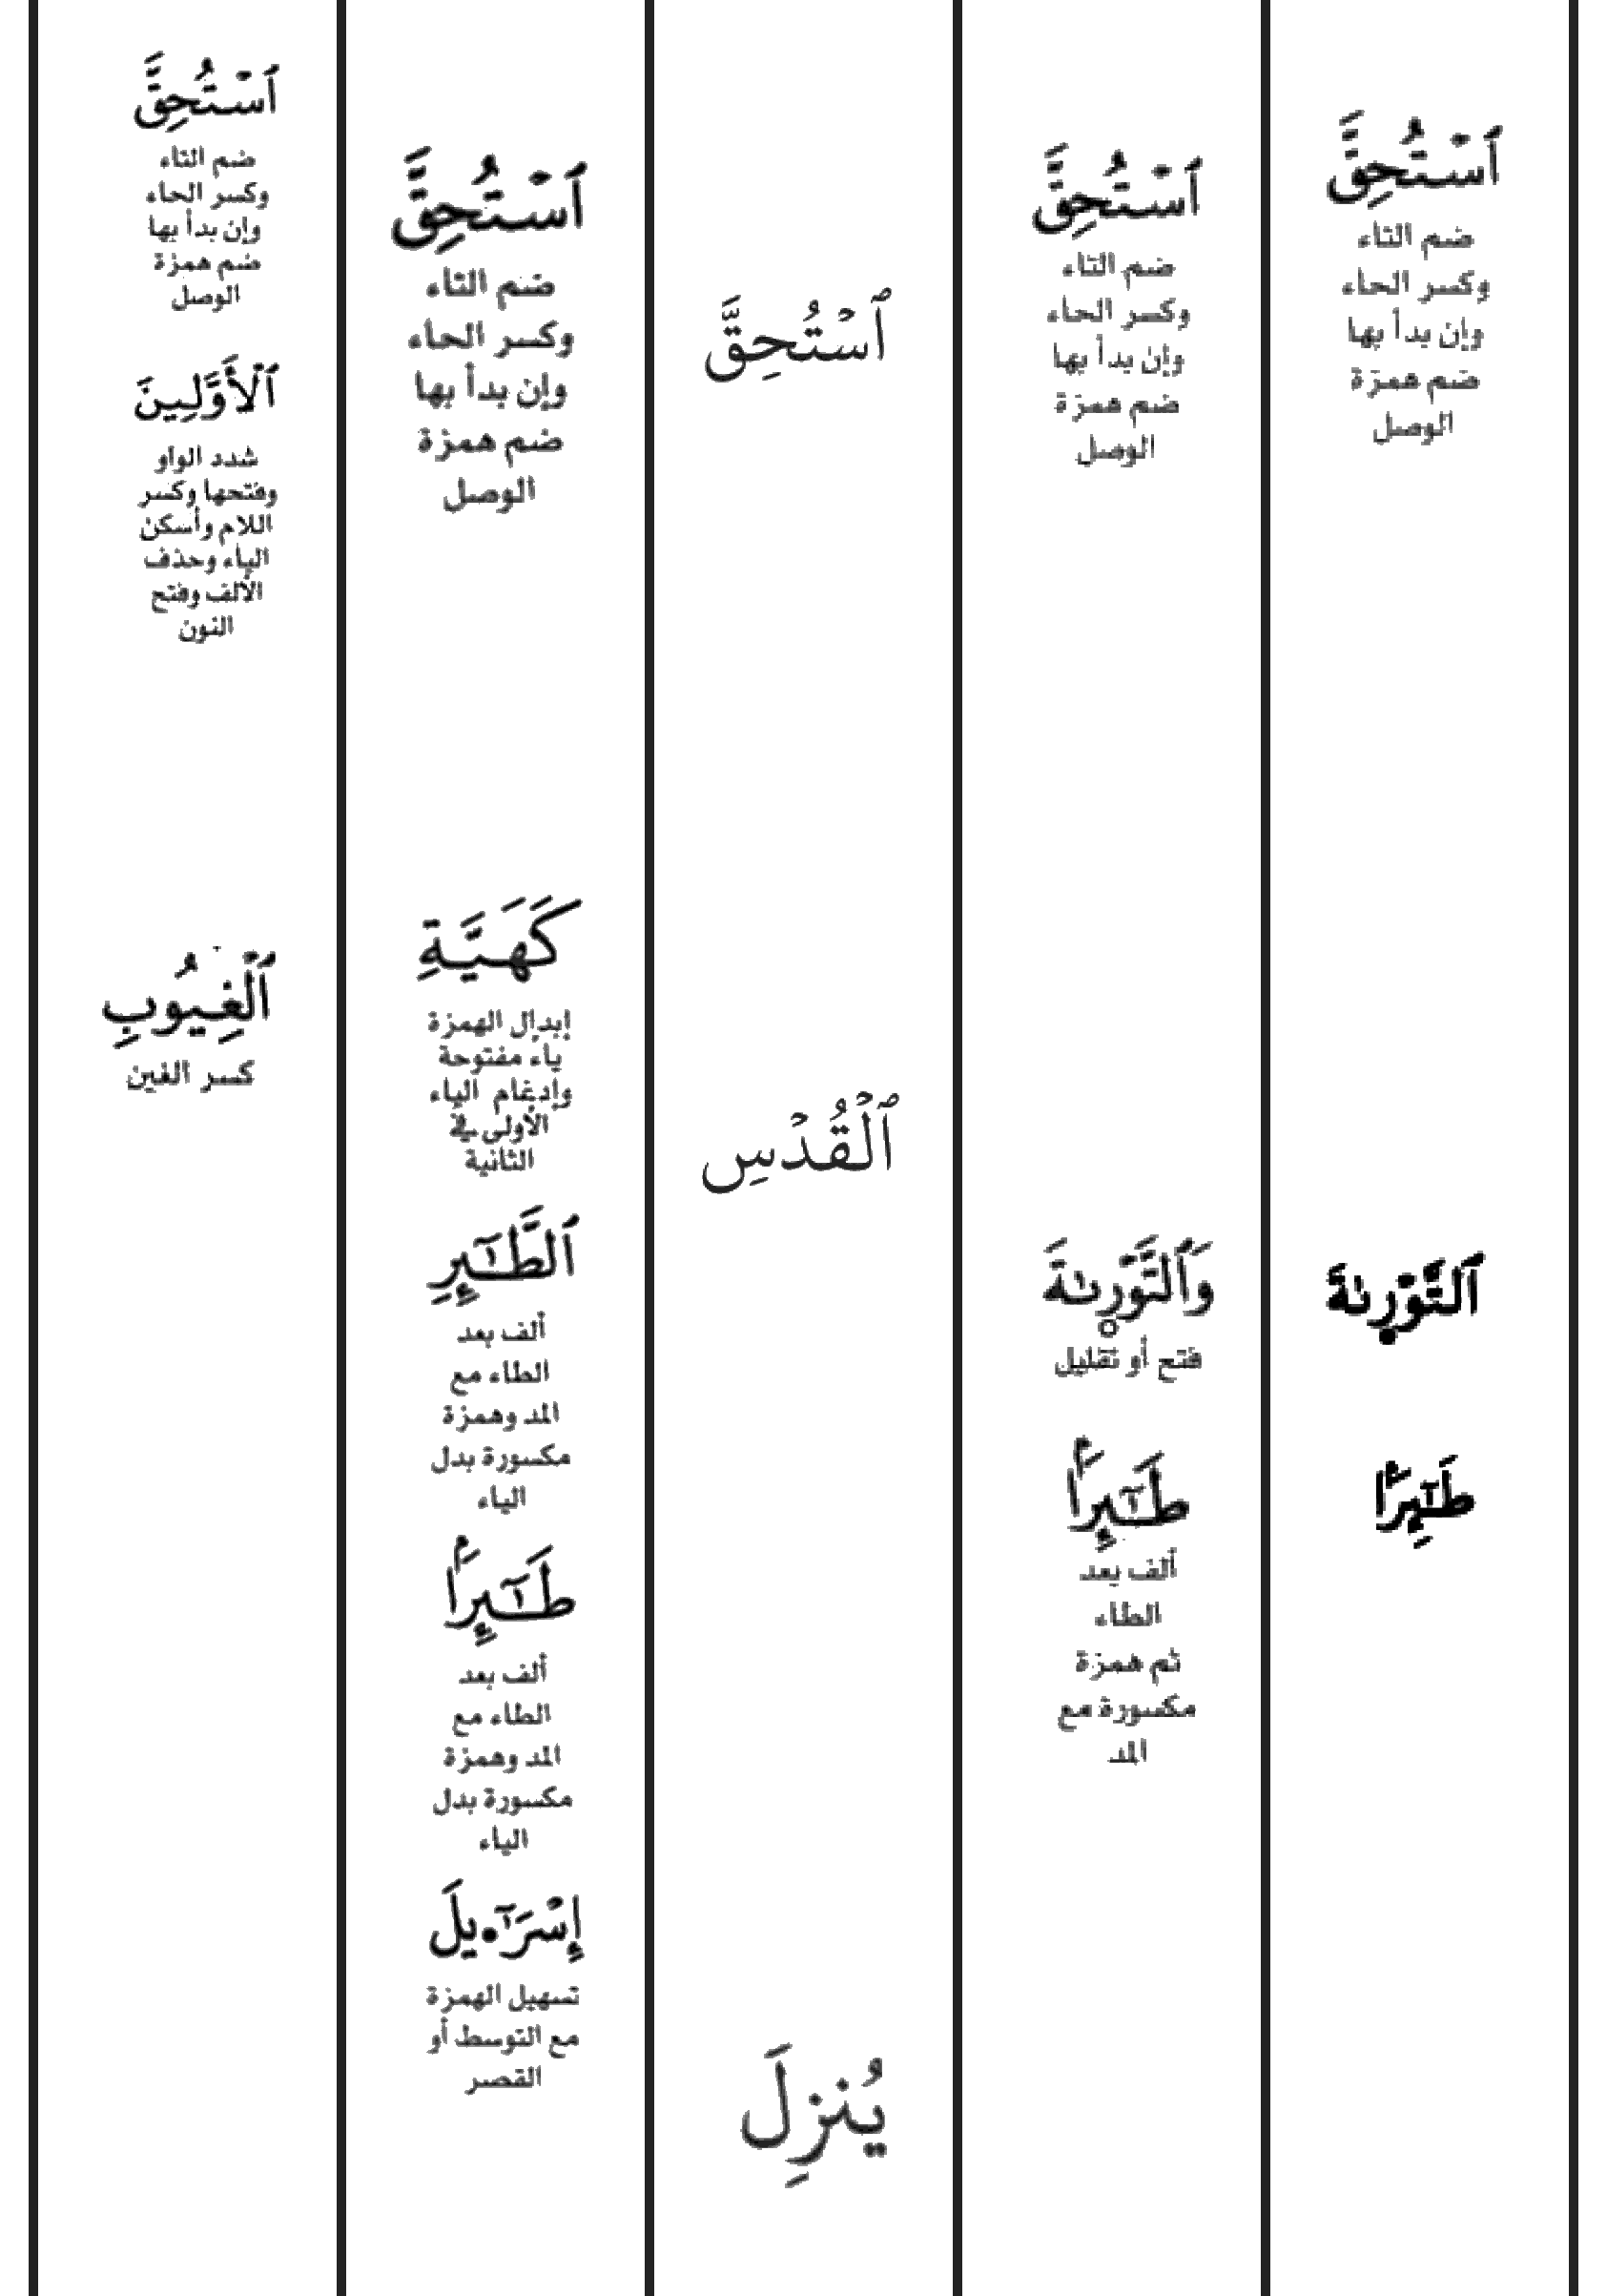 ٱسْتُحِقَّ
ضم التاء
وكسر الحاء
وإن بدأ بها
ضم همزة
الوصل
ٱلتَّوْرِىٰةَ
طَـٰٓئِرَۢا
ٱسْتُحِقَّ
ضم التاء
وكسر الحاء
وإن بدأ بها
ضم همزة
الوصل
وَٱلتَّوْرِىٰةَ
فتح أو تقليل
طَـٰٓئِرَۢا
ألف بعد
الطاء
ثم همزة
مكسورة مع
المد
ٱسْتُحِقَّ
ٱلْقُدْسِ
يُنزِلَ
ٱسْتُحِقَّ
ضم التاء
وكسر الحاء
وإن بدأ بها
ضم همزة
الوصل
كَهَيَّةِ
إبدال الهمزة
ياء مفتوحة
وإدغام الياء
الأولى في
الثانية
ٱلطَّـٰٓئِرِ
ألف بعد
الطاء مع
المد وهمزة
مكسورة بدل
الياء
طَـٰٓئِرَۢا
ألف بعد
الطاء مع
المد وهمزة
مكسورة بدل
الياء
إِسْرَـٰٓ•يلَ
تسهيل الهمزة
مع التوسط أو
القصر
ٱسْتُحِقَّ
ضم التاء
وكسر الحاء
وإن بدأ بها
ضم همزة
الوصل
ٱلْأَوَّلِينَ
شدد الواو
وفتحها وكسر
اللام وأسكن
الياء وحذف
الألف وفتح
النون
ٱلْغِيُوبِ
كسر الغين